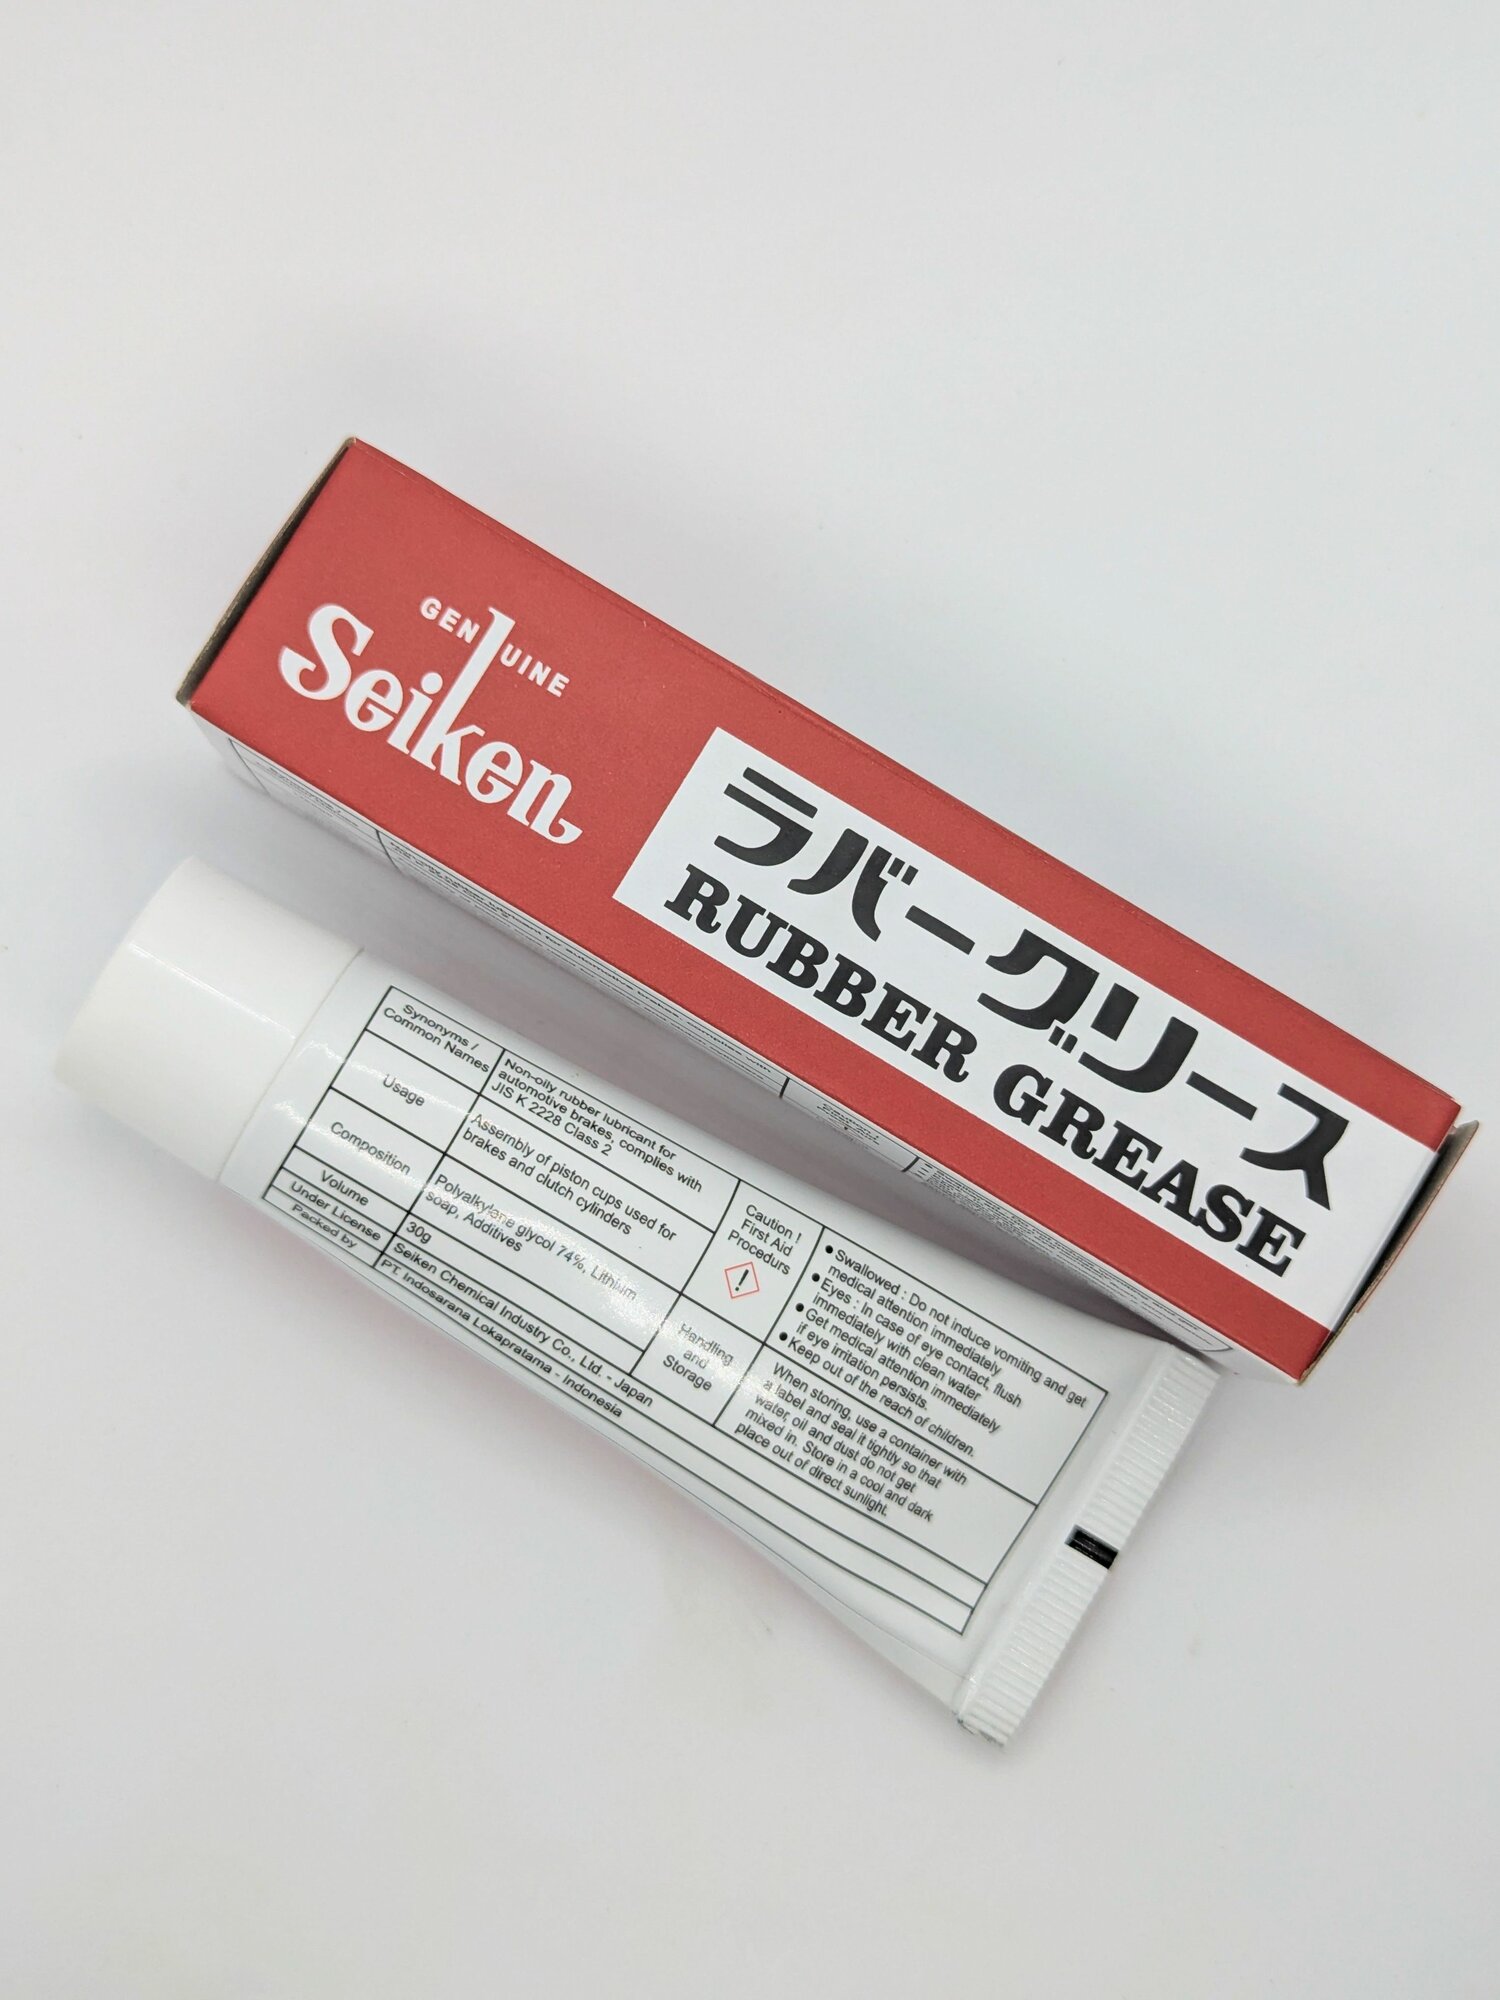 GENUINE
Seiken
ラバーグリース
RUBBER GREASE
Synonyms /
Common Names
Non-oily rubber lubricant for
automotive brakes, complies with
JIS K 2228 Class 2
Usage
Assembly of piston cups used for
brakes and clutch cylinders
Composition
Polyalkylene glycol 74%, Lithium
soap, Additives
Volume
30g
Under License
Seiken Chemical Industry Co., Ltd. - Japan
Packed by
PT. Indosarana Lokapratama - Indonesia
Caution !
First Aid
Procedurs
!
• Swallowed : Do not induce vomiting and get
medical attention immediately
• Eyes : In case of eye contact, flush
immediately with clean water
• Get medical attention immediately
if eye irritation persists.
• Keep out of the reach of children.
Handling
and
Storage
When storing, use a container with
a label and seal it tightly so that
water, oil and dust do not get
mixed in. Store in a cool and dark
place out of direct sunlight.